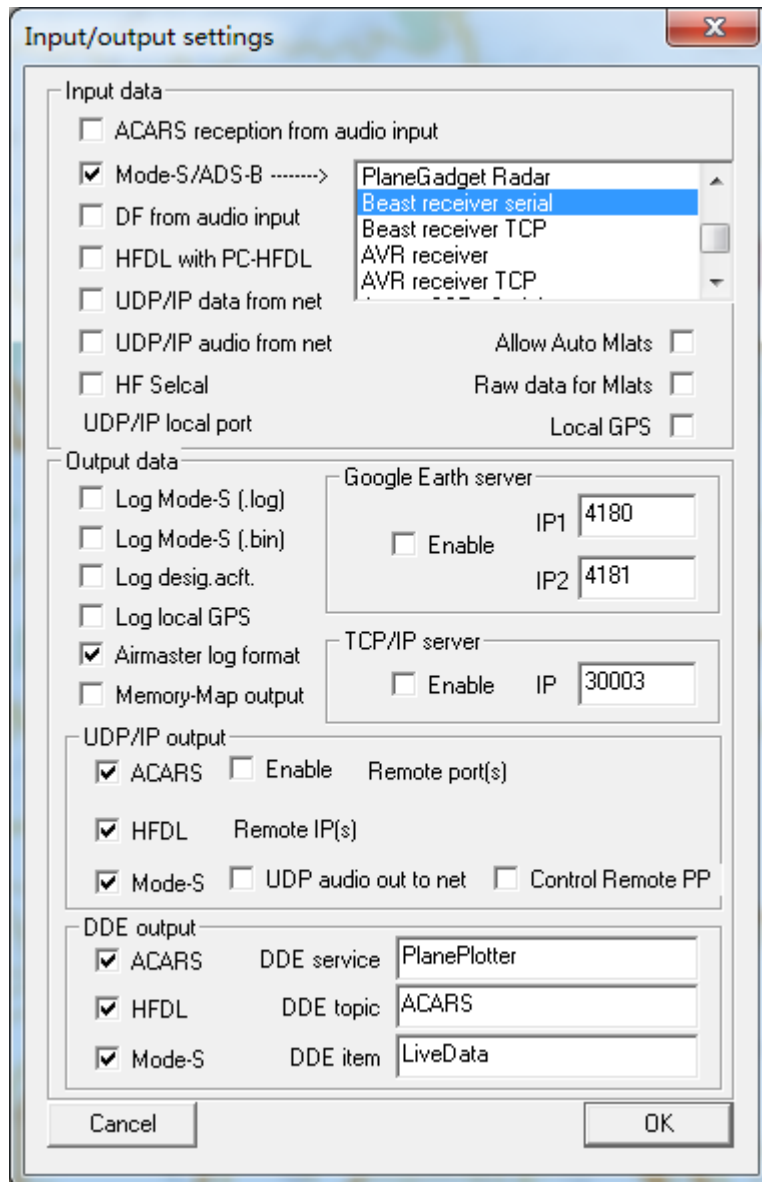 Input/output settings
Input data
ACARS reception from audio input
Mode-S/ADS-B -------->
PlaneGadget Radar
Beast receiver serial
Beast receiver TCP
AVR receiver
AVR receiver TCP
DF from audio input
HFDL with PC-HFDL
UDP/IP data from net
UDP/IP audio from net
Allow Auto Mlats
HF Selcal
Raw data for Mlats
UDP/IP local port
Local GPS
Output data
Log Mode-S (.log)
Log Mode-S (.bin)
Log desig.acft.
Log local GPS
Airmaster log format
Memory-Map output
Google Earth server
Enable
IP1 4180
IP2 4181
TCP/IP server
Enable IP 30003
UDP/IP output
ACARS Enable Remote port(s)
HFDL Remote IP(s)
Mode-S UDP audio out to net Control Remote PP
DDE output
ACARS DDE service PlanePlotter
HFDL DDE topic ACARS
Mode-S DDE item LiveData
Cancel OK